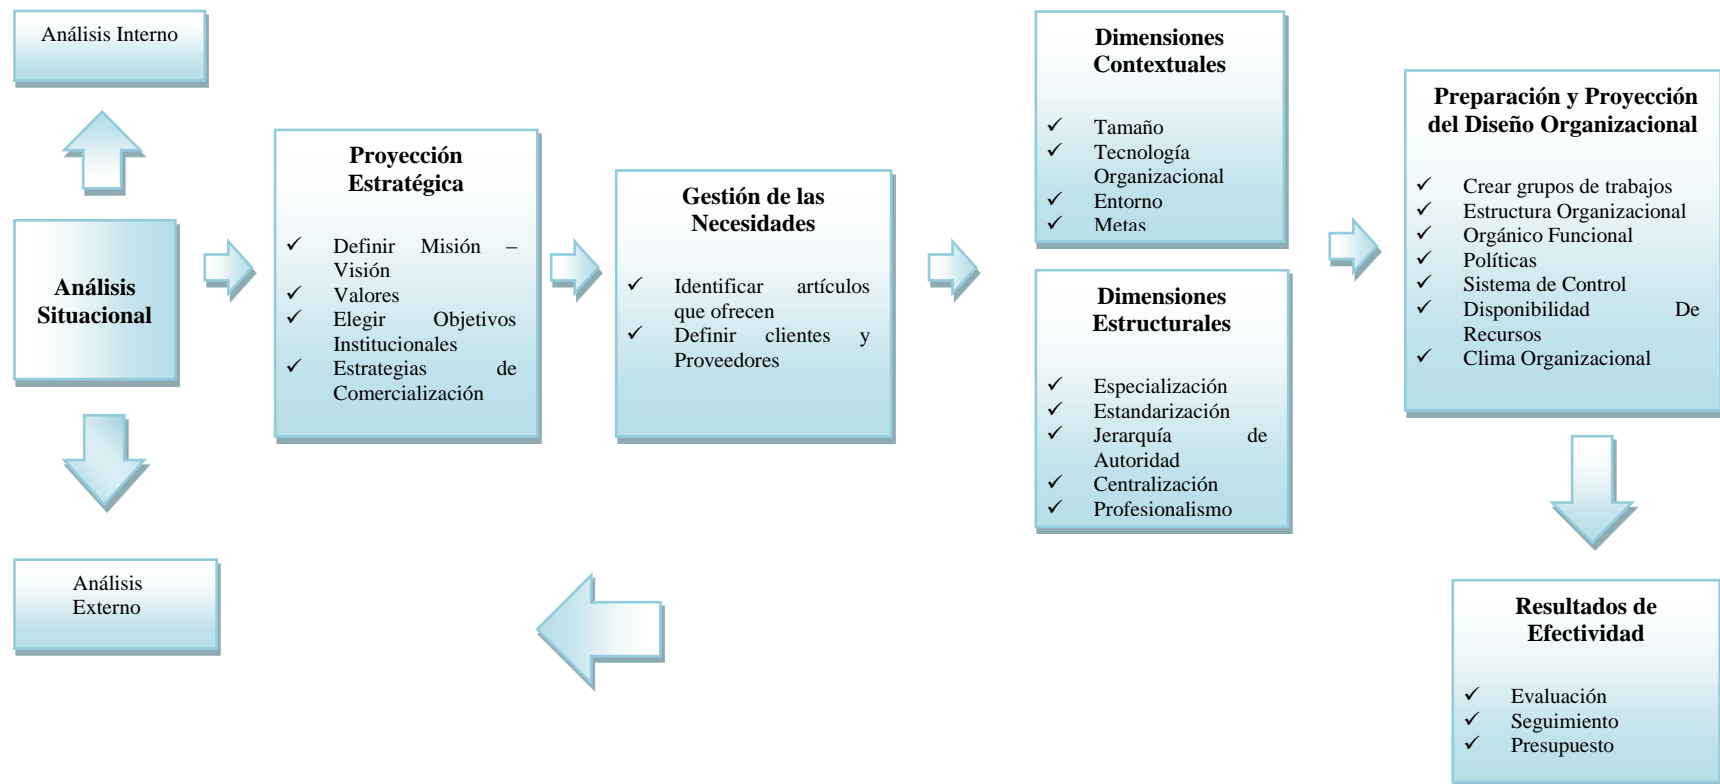 Análisis Interno
Análisis
Situacional
Análisis
Externo
Proyección
Estratégica
✓ Definir Misión –
Visión
✓ Valores
✓ Elegir Objetivos
Institucionales
✓ Estrategias de
Comercialización
Gestión de las
Necesidades
✓ Identificar artículos
que ofrecen
✓ Definir clientes y
Proveedores
Dimensiones
Contextuales
✓ Tamaño
✓ Tecnología
Organizacional
✓ Entorno
✓ Metas
Dimensiones
Estructurales
✓ Especialización
✓ Estandarización
✓ Jerarquía de
Autoridad
✓ Centralización
✓ Profesionalismo
Preparación y Proyección
del Diseño Organizacional
✓ Crear grupos de trabajos
✓ Estructura Organizacional
✓ Orgánico Funcional
✓ Políticas
✓ Sistema de Control
✓ Disponibilidad De
Recursos
✓ Clima Organizacional
Resultados de
Efectividad
✓ Evaluación
✓ Seguimiento
✓ Presupuesto